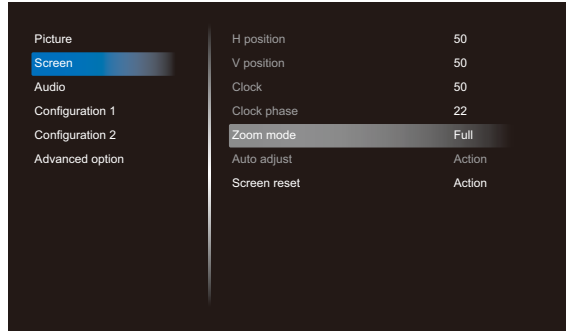 Picture
Screen
Audio
Configuration 1
Configuration 2
Advanced option
H position 50
V position 50
Clock 50
Clock phase 22
Zoom mode Full
Auto adjust Action
Screen reset Action